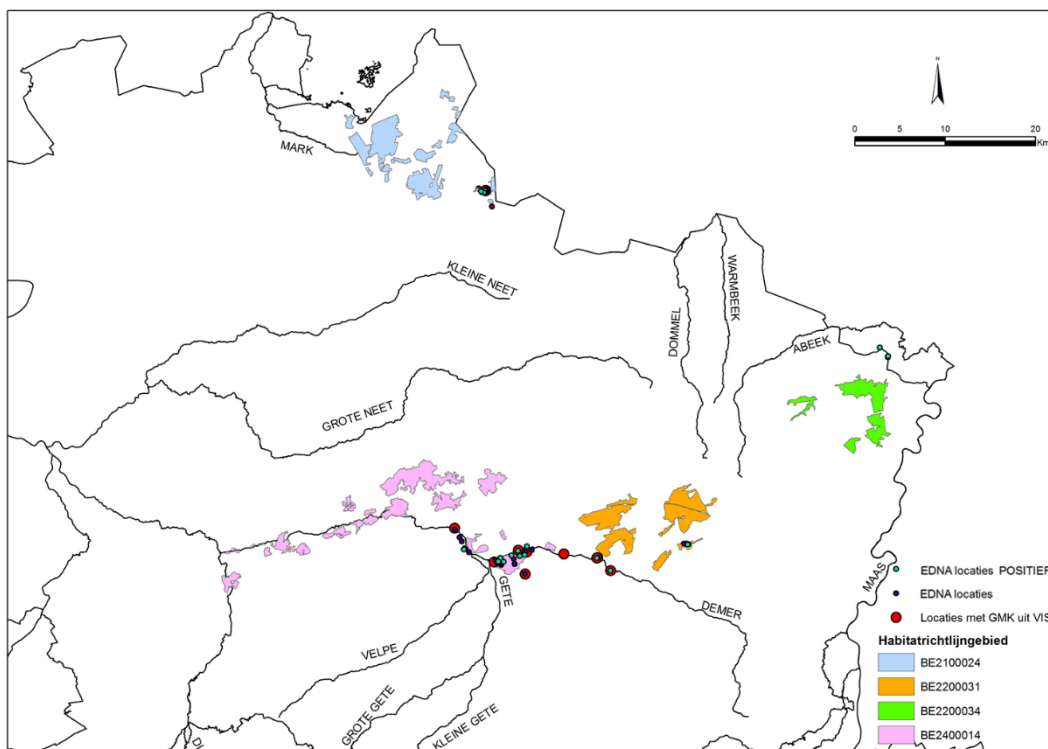 N
0 5 10 20
Km
MARK
KLEINE NEET
WARMBEEK
DOMMEL
ABEEK
GROTE NEET
MAAS
EDNA locaties POSITIEF
EDNA locaties
GETE
Locaties met GMK uit VIS
DEMER
Habitatrichtlijngebied
VELPE
BE2100024
BE2200031
GROTE GETE
KLEINE GETE
BE2200034
BE2400014